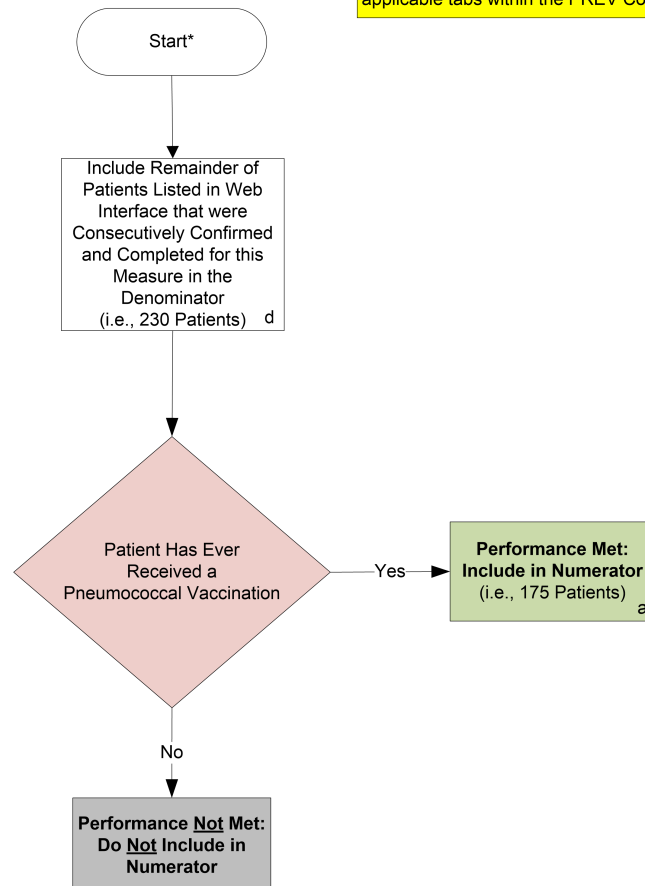 applicable tabs within the PREV Co
Start*
Include Remainder of
Patients Listed in Web
Interface that were
Consecutively Confirmed
and Completed for this
Measure in the
Denominator
(i.e., 230 Patients) d
Patient Has Ever
Received a
Pneumococcal Vaccination
Yes
Performance Met:
Include in Numerator
(i.e., 175 Patients)
a
No
Performance Not Met:
Do Not Include in
Numerator